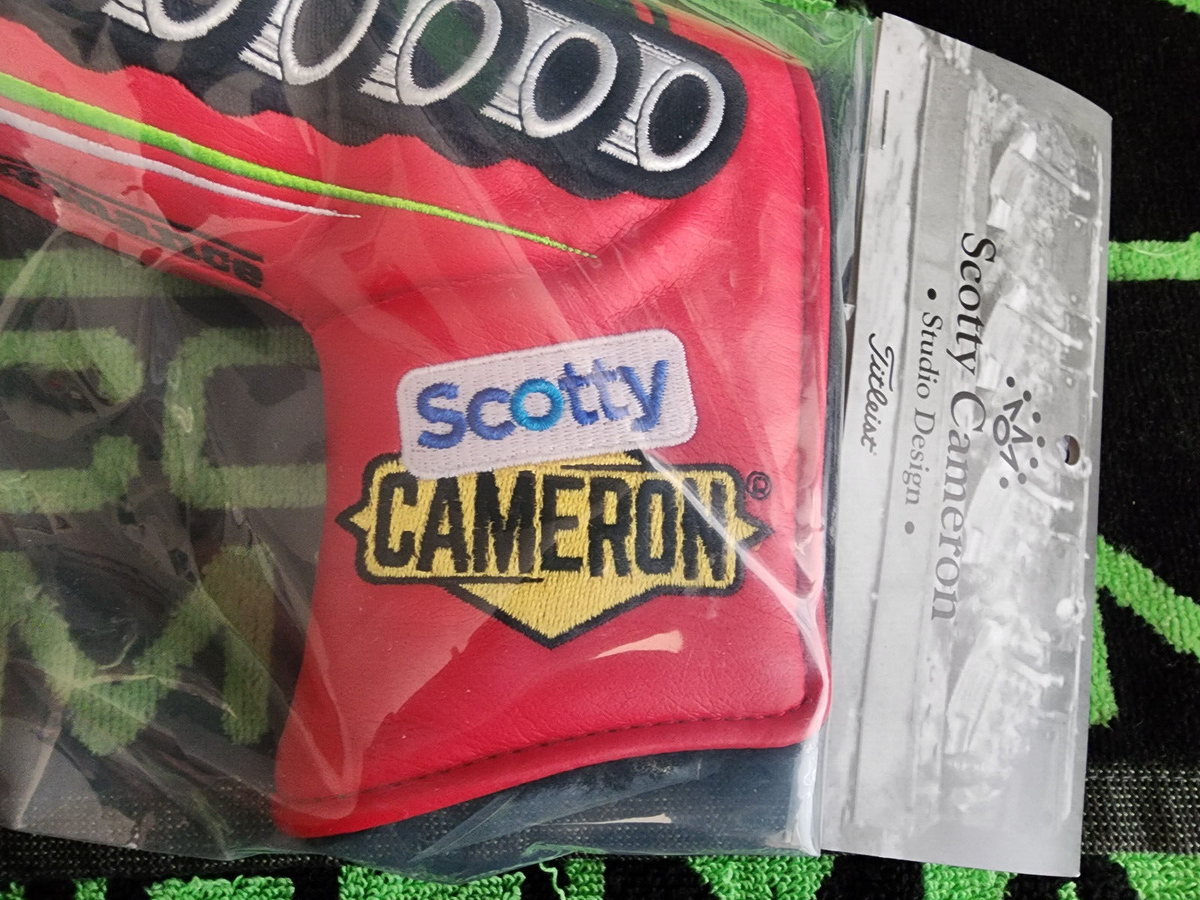 Scotty
CAMERON
®
Scotty Cameron
• Studio Design •
Titleist